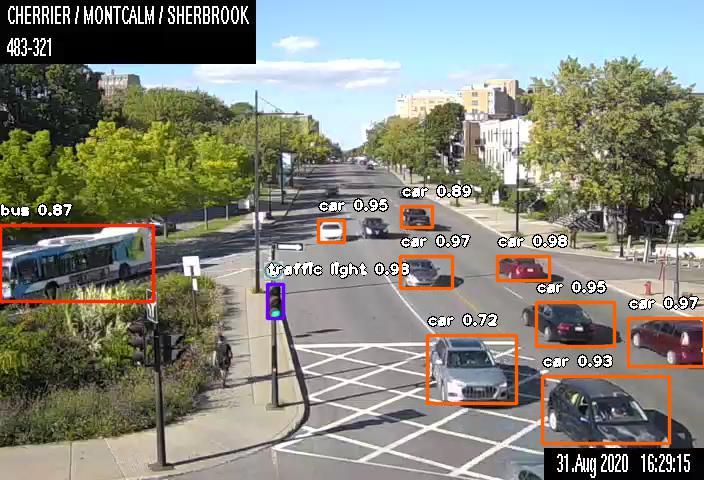 CHERRIER / MONTCALM / SHERBROOK
483-321
bus 0.87
car 0.95
car 0.89
car 0.97
car 0.98
traffic light 0.98
car 0.95
car 0.97
car 0.72
car 0.93
31.Aug 2020 16:29:15